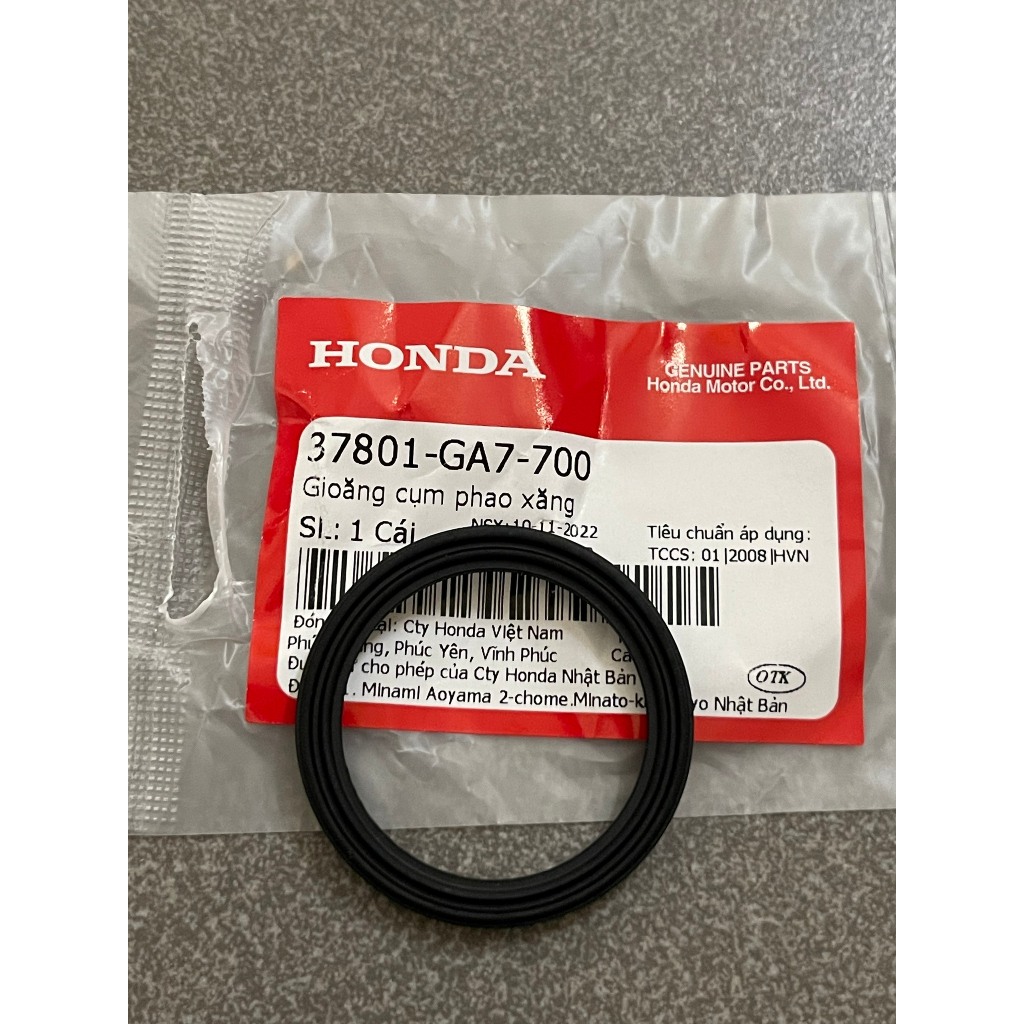 HONDA
GENUINE PARTS
Honda Motor Co., Ltd.
37801-GA7-700
Gioăng cụm phao xăng
SL: 1 Cái
NSX: 10-11-2022
Tiêu chuẩn áp dụng:
TCCS: 01|2008|HVN
Cty Honda Việt Nam
Phúc Yên, Vĩnh Phúc
cho phép của Cty Honda Nhật Bản
OTK
Minami Aoyama 2-chome.Minato-k
Nhật Bản